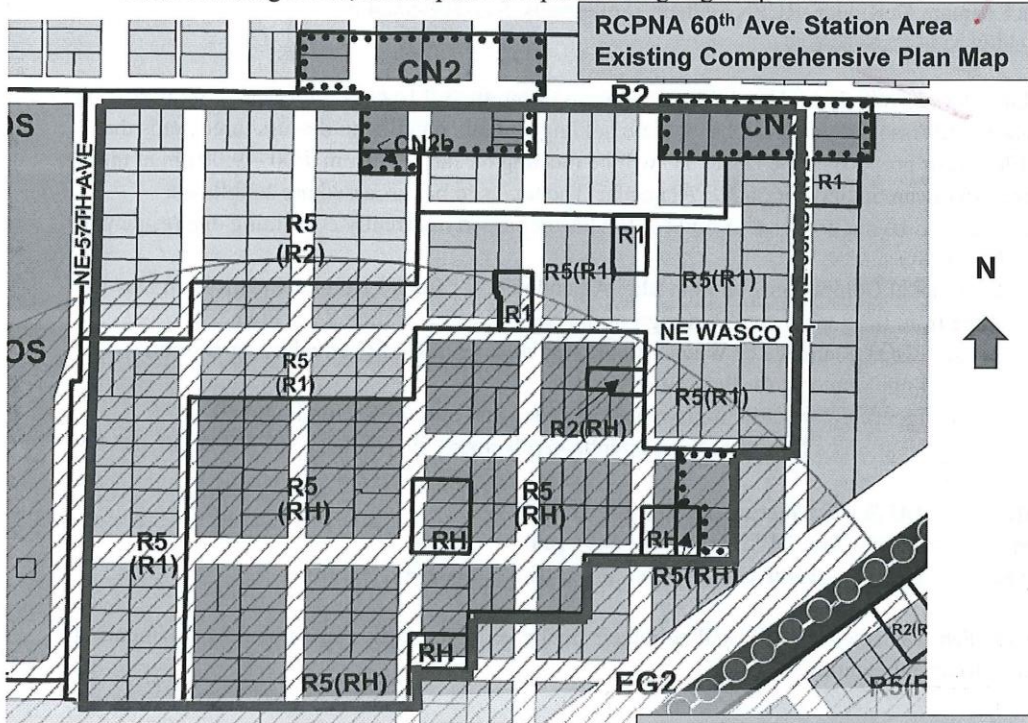 RCPNA 60th Ave. Station Area
Existing Comprehensive Plan Map
CN2
R2
CN2
OS
CN2b
NE 57TH AVE
R1
R5
(R2)
R1
R5(R1)
R5(R1)
N
R1
NE WASCO ST
OS
R5
(R1)
R5(R1)
R2(RH)
R5
(RH)
R5
(RH)
RH
RH
R5
(R1)
R5(RH)
RH
R5(RH)
EG2